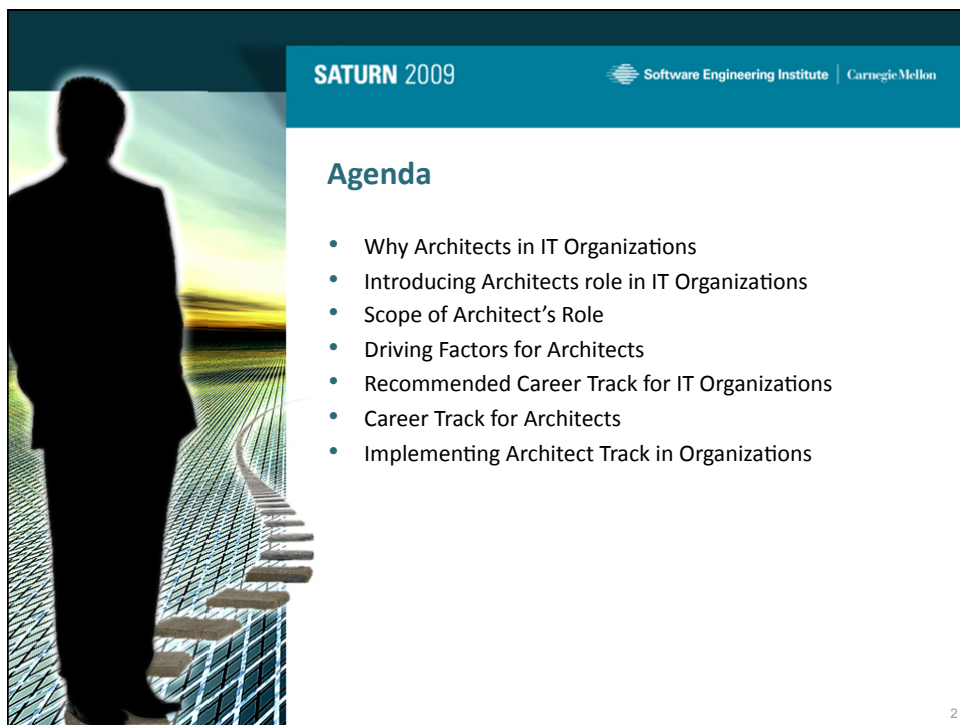 SATURN 2009
Software Engineering Institute | Carnegie Mellon
Agenda
• Why Architects in IT Organizations
• Introducing Architects role in IT Organizations
• Scope of Architect’s Role
• Driving Factors for Architects
• Recommended Career Track for IT Organizations
• Career Track for Architects
• Implementing Architect Track in Organizations
2